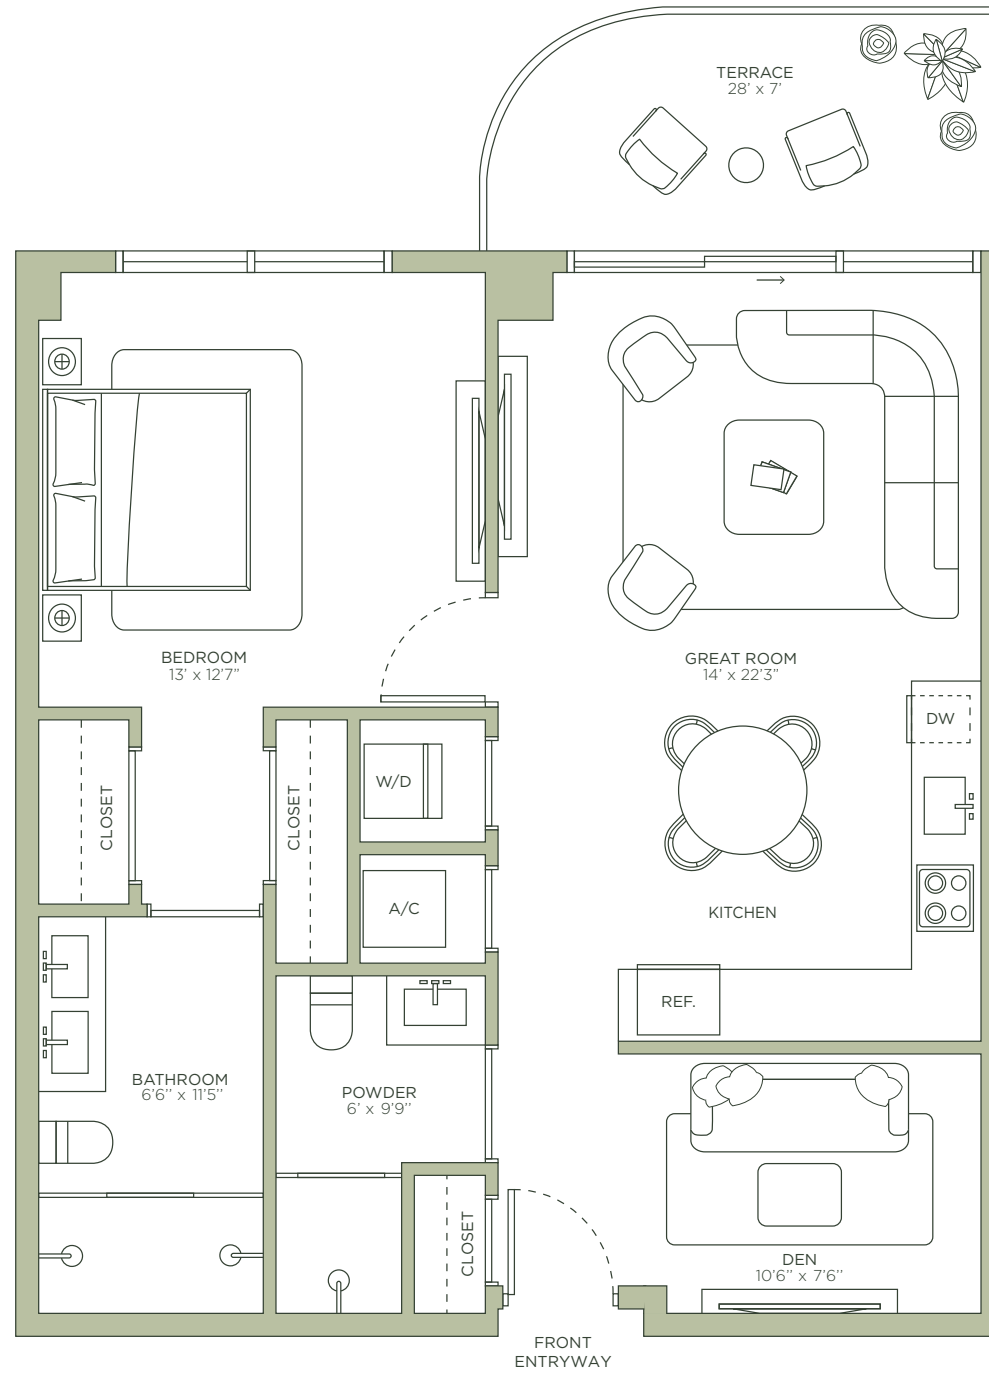 TERRACE
28' x 7'
BEDROOM
13' x 12'7”
GREAT ROOM
14' x 22'3”
DW
W/D
CLOSET
CLOSET
A/C
KITCHEN
REF.
BATHROOM
6'6'' x 11'5''
POWDER
6' x 9'9”
CLOSET
DEN
10'6” x 7'6”
FRONT
ENTRYWAY